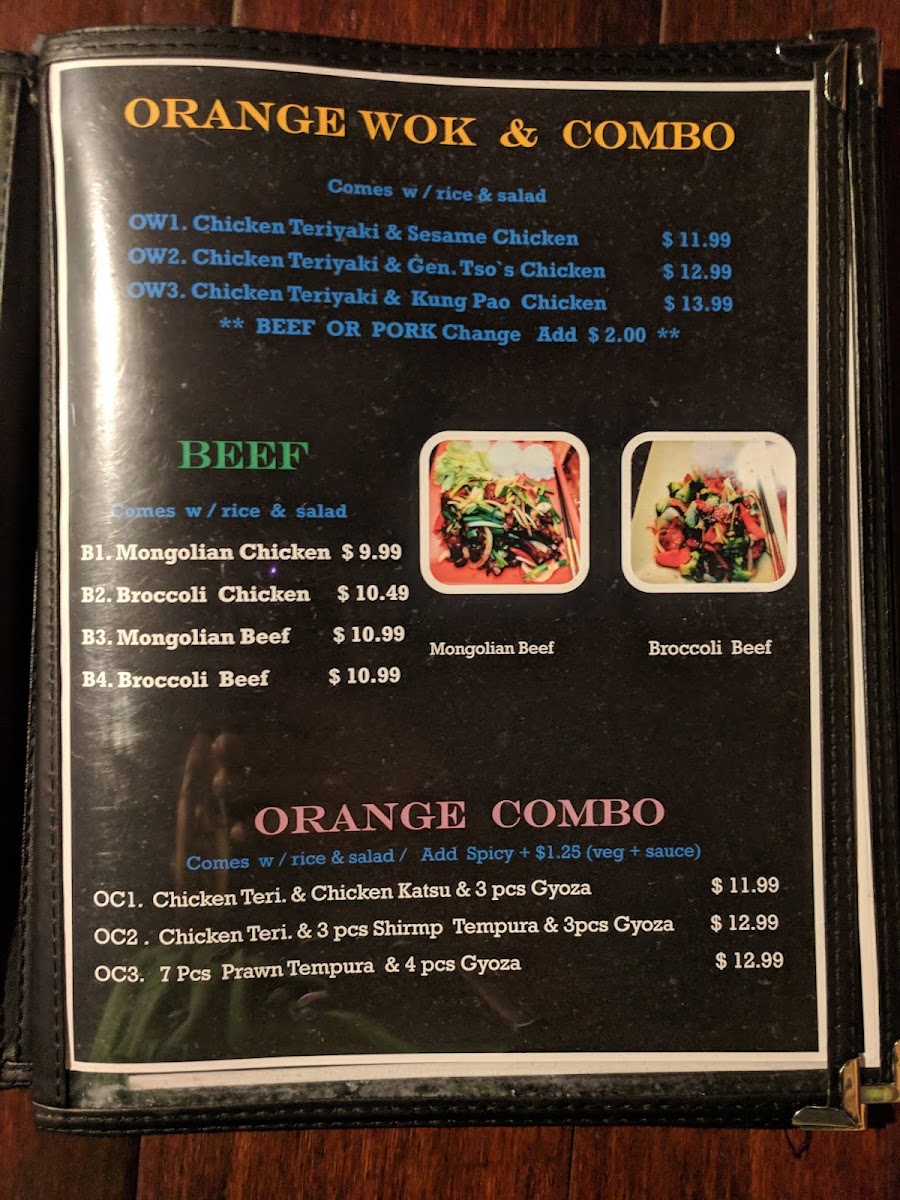 ORANGE WOK & COMBO
Comes w / rice & salad
OW1. Chicken Teriyaki & Sesame Chicken $ 11.99
OW2. Chicken Teriyaki & Gen. Tso`s Chicken $ 12.99
OW3. Chicken Teriyaki & Kung Pao Chicken $ 13.99
** BEEF OR PORK Change Add $ 2.00 **
BEEF
Comes w / rice & salad
B1. Mongolian Chicken $ 9.99
B2. Broccoli Chicken $ 10.49
B3. Mongolian Beef $ 10.99
B4. Broccoli Beef $ 10.99
Mongolian Beef
Broccoli Beef
ORANGE COMBO
Comes w / rice & salad / Add Spicy + $1.25 (veg + sauce)
OC1. Chicken Teri. & Chicken Katsu & 3 pcs Gyoza $ 11.99
OC2 . Chicken Teri. & 3 pcs Shirmp Tempura & 3pcs Gyoza $ 12.99
OC3. 7 Pcs Prawn Tempura & 4 pcs Gyoza $ 12.99